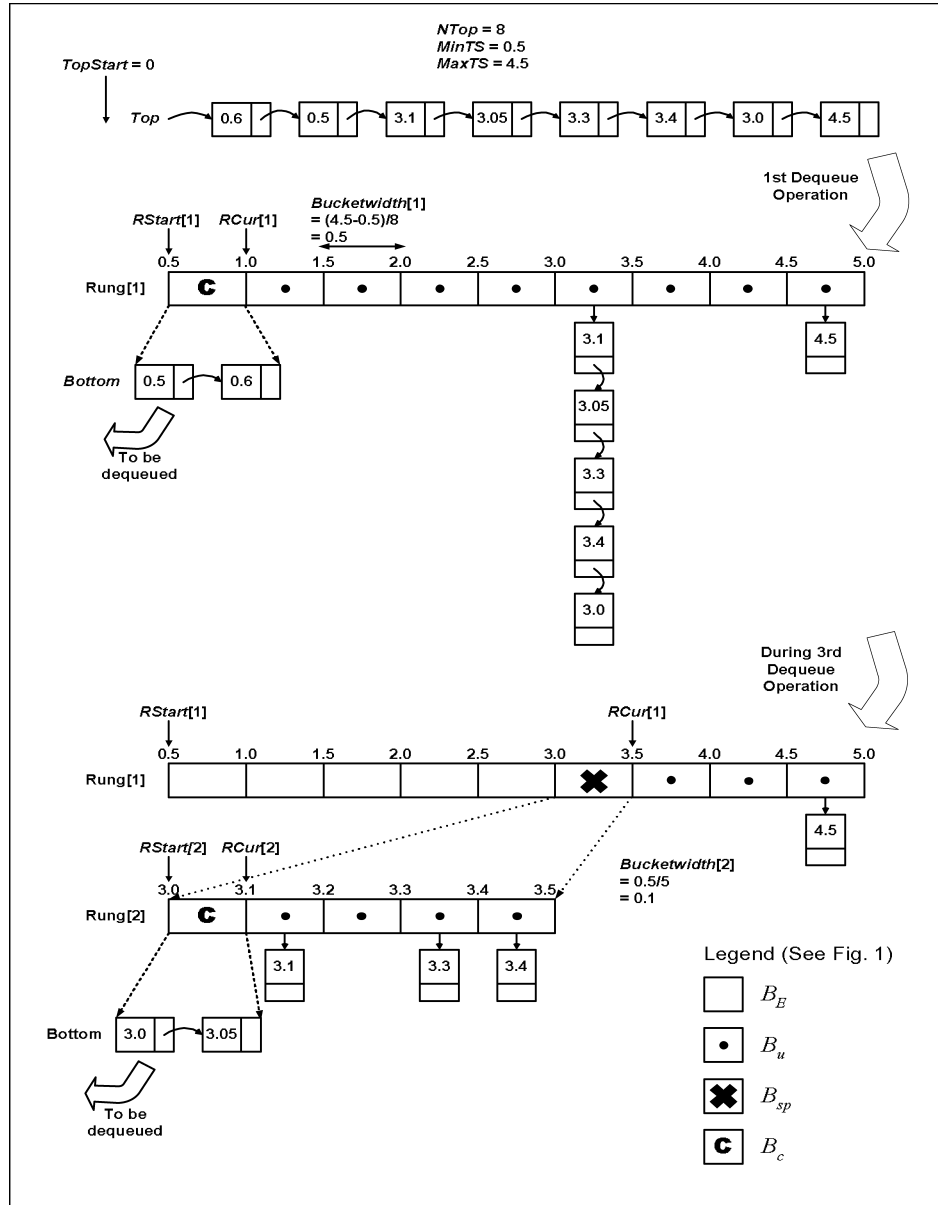 NTop = 8
MinTS = 0.5
MaxTS = 4.5
TopStart = 0
Top 0.6 0.5 3.1 3.05 3.3 3.4 3.0 4.5
1st Dequeue
Operation
Bucketwidth[1]
= (4.5-0.5)/8
= 0.5
RStart[1] RCur[1]
0.5 1.0 1.5 2.0 2.5 3.0 3.5 4.0 4.5 5.0
Rung[1] C
3.1 4.5
Bottom 0.5 0.6
3.05
To be
dequeued
3.3
3.4
3.0
During 3rd
Dequeue
Operation
RStart[1] RCur[1]
0.5 1.0 1.5 2.0 2.5 3.0 3.5 4.0 4.5 5.0
Rung[1]
4.5
RStart[2] RCur[2]
Bucketwidth[2]
= 0.5/5
= 0.1
3.0 3.1 3.2 3.3 3.4 3.5
Rung[2] C
3.1 3.3 3.4
Legend (See Fig. 1)
B_E
Bottom 3.0 3.05
B_u
To be
dequeued
B_sp
C B_c